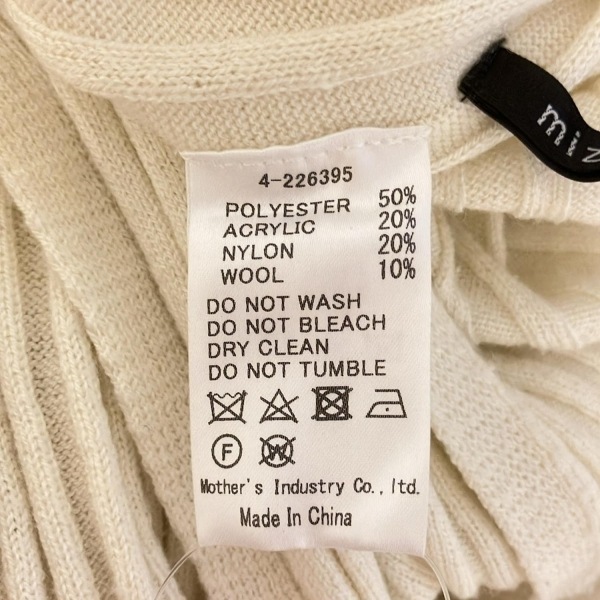 miz
4-226395
POLYESTER 50%
ACRYLIC 20%
NYLON 20%
WOOL 10%
DO NOT WASH
DO NOT BLEACH
DRY CLEAN
DO NOT TUMBLE
F W
Mother's Industry Co., ltd.
Made In China